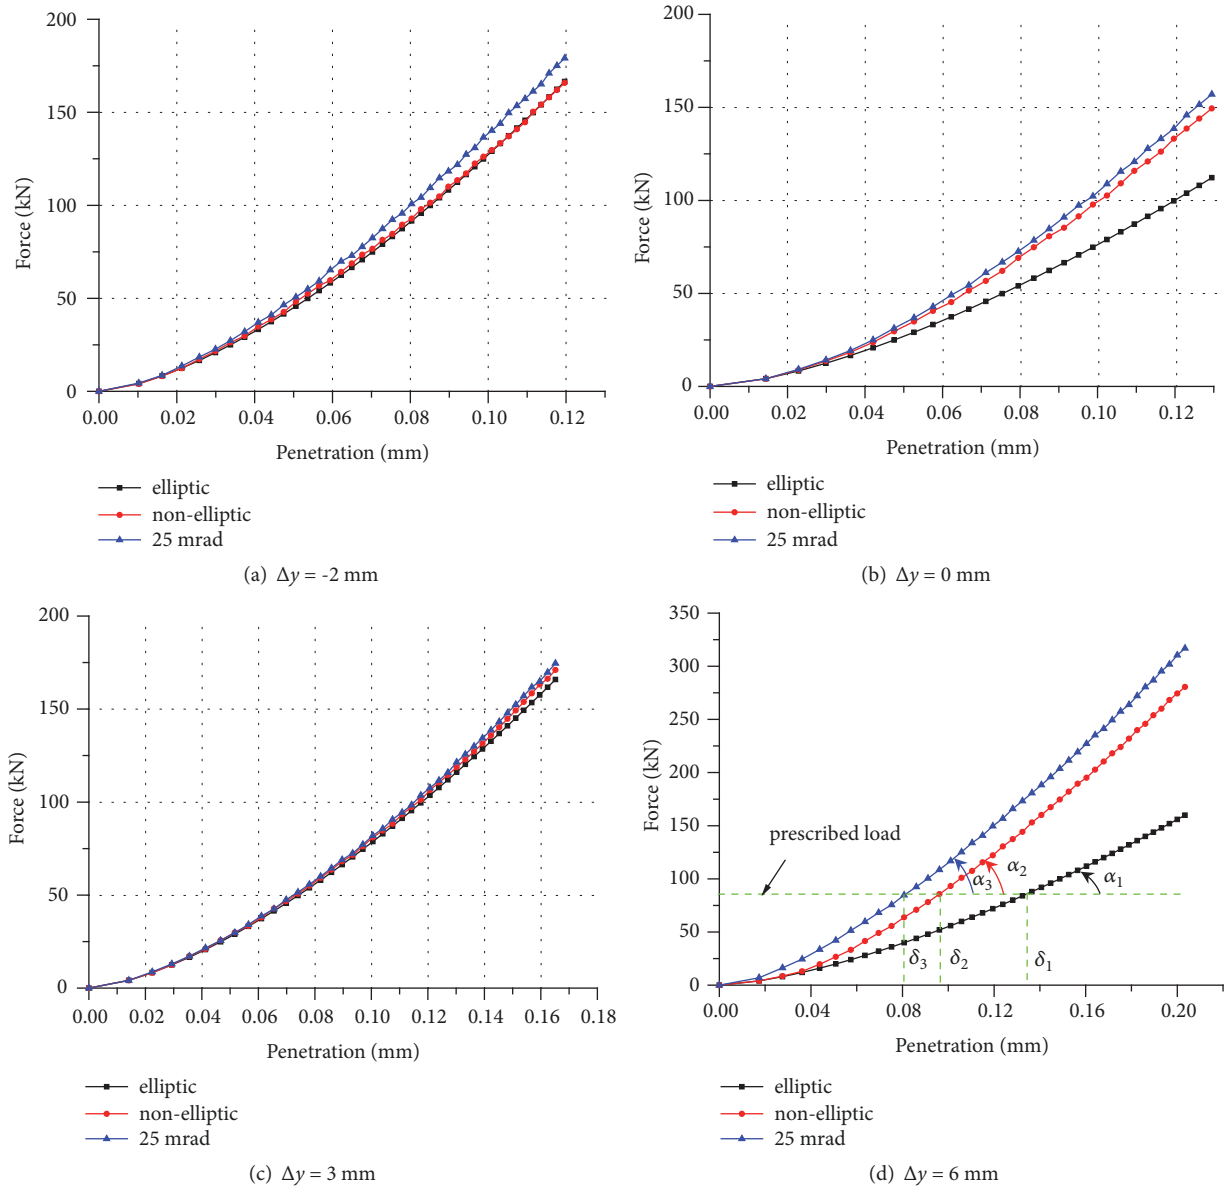 200
150
100
50
0
Force (kN)
0.00 0.02 0.04 0.06 0.08 0.10 0.12
Penetration (mm)
elliptic
non-elliptic
25 mrad
(a) Δy = -2 mm
200
150
100
50
0
Force (kN)
0.00 0.02 0.04 0.06 0.08 0.10 0.12
Penetration (mm)
elliptic
non-elliptic
25 mrad
(b) Δy = 0 mm
200
150
100
50
0
Force (kN)
0.00 0.02 0.04 0.06 0.08 0.10 0.12 0.14 0.16 0.18
Penetration (mm)
elliptic
non-elliptic
25 mrad
(c) Δy = 3 mm
350
300
250
200
150
100
50
0
Force (kN)
prescribed load
α3 α2 α1
δ3 δ2 δ1
0.00 0.04 0.08 0.12 0.16 0.20
Penetration (mm)
elliptic
non-elliptic
25 mrad
(d) Δy = 6 mm